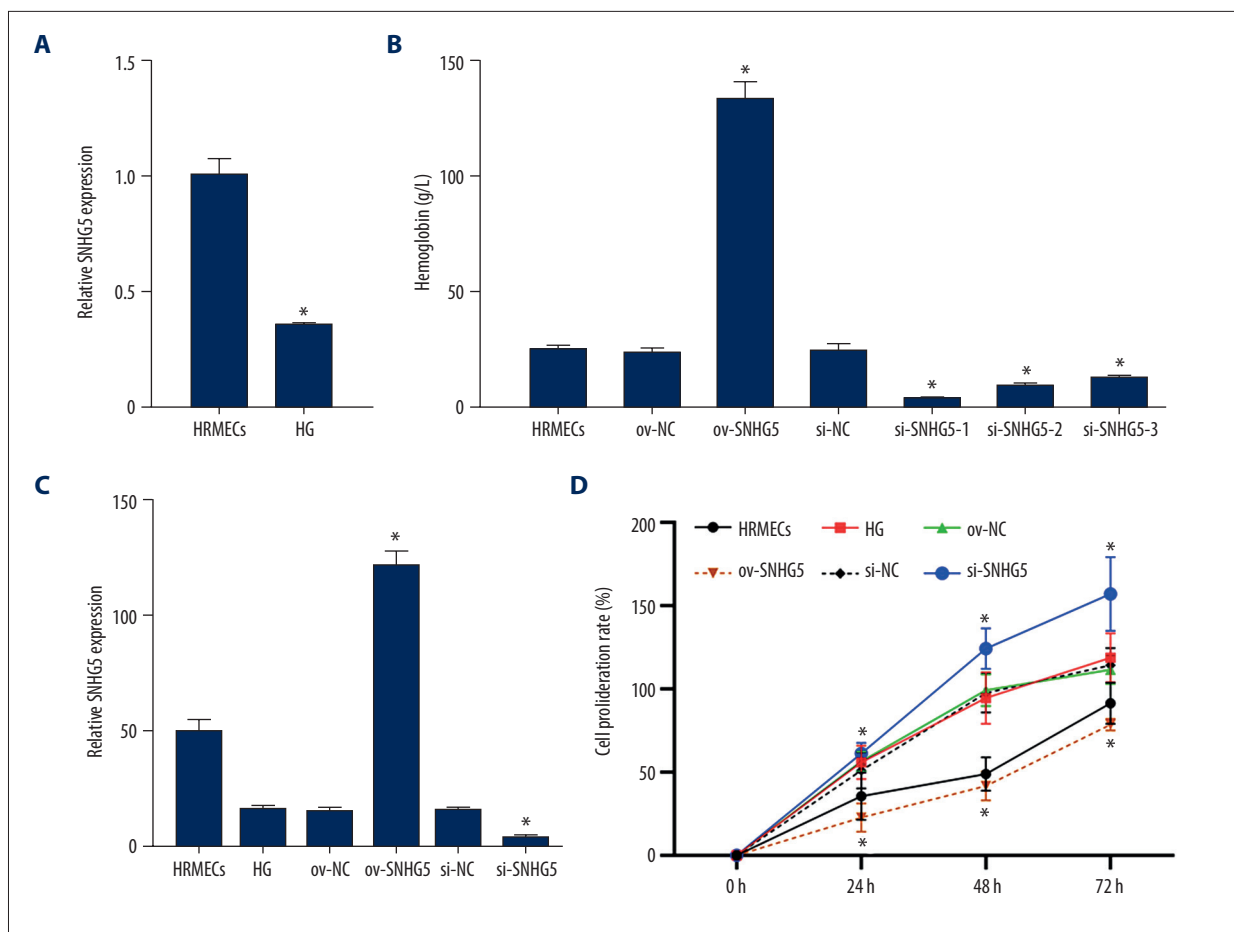 A
Relative SNHG5 expression
1.5
1.0
0.5
0
*
HRMECs HG
B
Hemoglobin (g/L)
150
100
50
0
*
* * *
HRMECs ov-NC ov-SNHG5 si-NC si-SNHG5-1 si-SNHG5-2 si-SNHG5-3
C
Relative SNHG5 expression
150
100
50
0
*
*
HRMECs HG ov-NC ov-SNHG5 si-NC si-SNHG5
D
Cell prolideration rate (%)
200
150
100
50
0
HRMECs HG ov-NC
ov-SNHG5 si-NC si-SNHG5
* * *
* * *
0 h 24 h 48 h 72 h